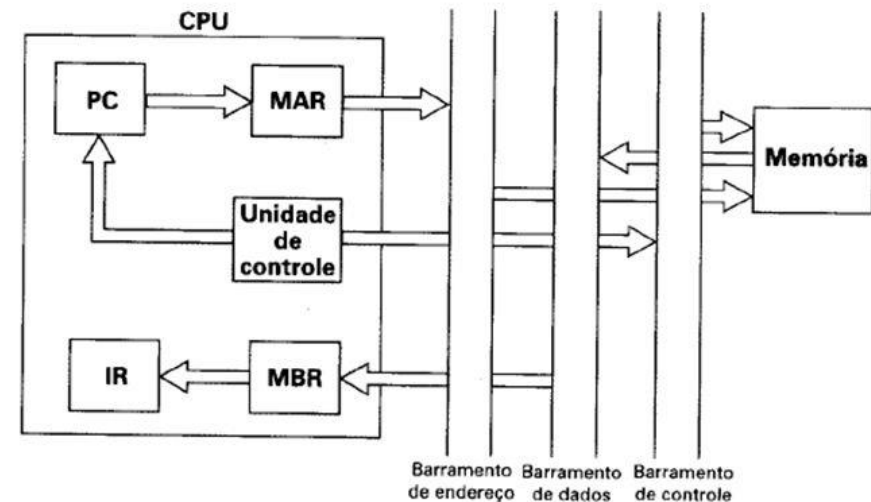 CPU
PC
MAR
Memória
Unidade
de
controle
IR
MBR
Barramento
de endereço
Barramento
de dados
Barramento
de controle